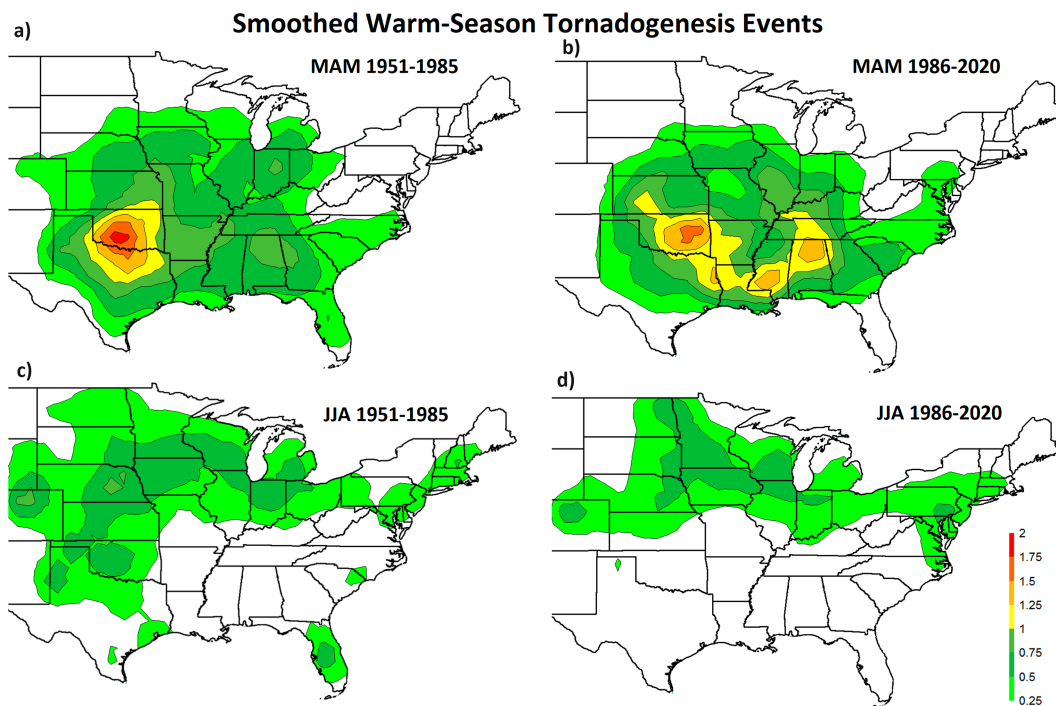 Smoothed Warm-Season Tornadogenesis Events
a)
MAM 1951-1985
b)
MAM 1986-2020
c)
JJA 1951-1985
d)
JJA 1986-2020
2
1.75
1.5
1.25
1
0.75
0.5
0.25